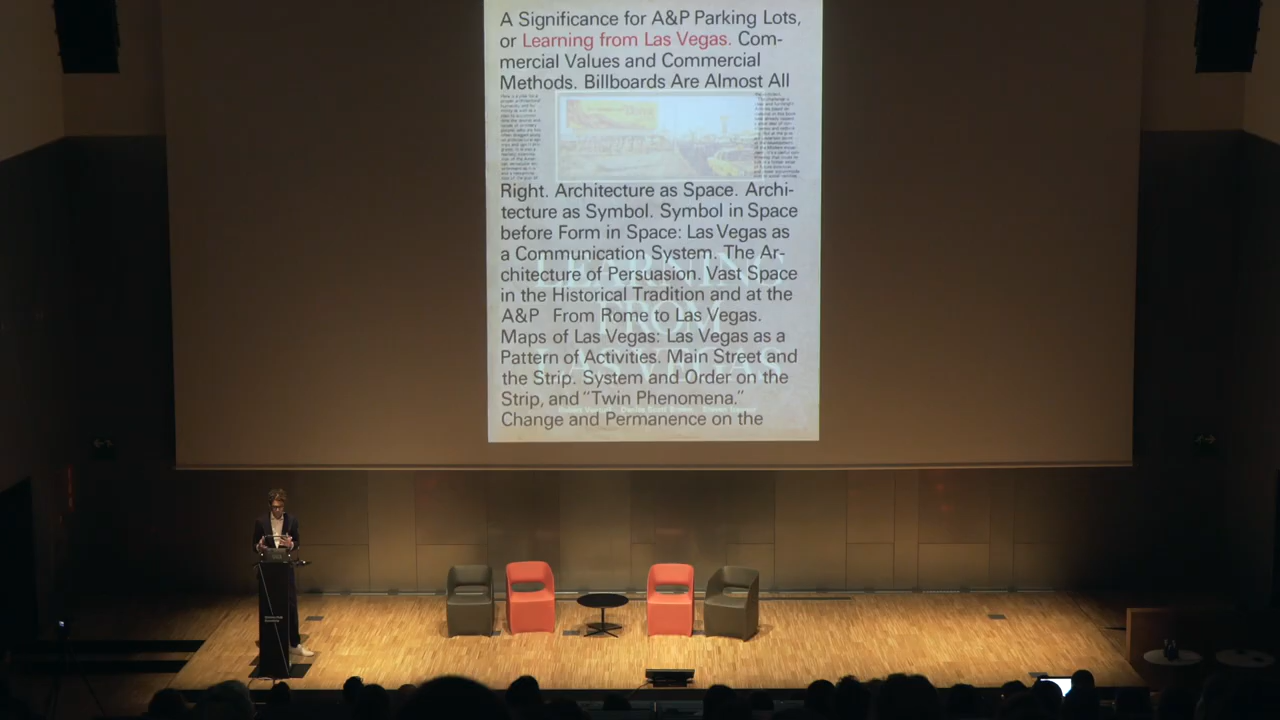 A Significance for A&P Parking Lots,
or Learning from Las Vegas. Com-
mercial Values and Commercial
Methods. Billboards Are Almost All
Right. Architecture as Space. Archi-
tecture as Symbol. Symbol in Space
before Form in Space: Las Vegas as
a Communication System. The Ar-
chitecture of Persuasion. Vast Space
in the Historical Tradition and at the
A&P From Rome to Las Vegas.
Maps of Las Vegas: Las Vegas as a
Pattern of Activities. Main Street and
the Strip. System and Order on the
Strip, and “Twin Phenomena.”
Change and Permanence on the
LEARNING
FROM
LAS VEGAS